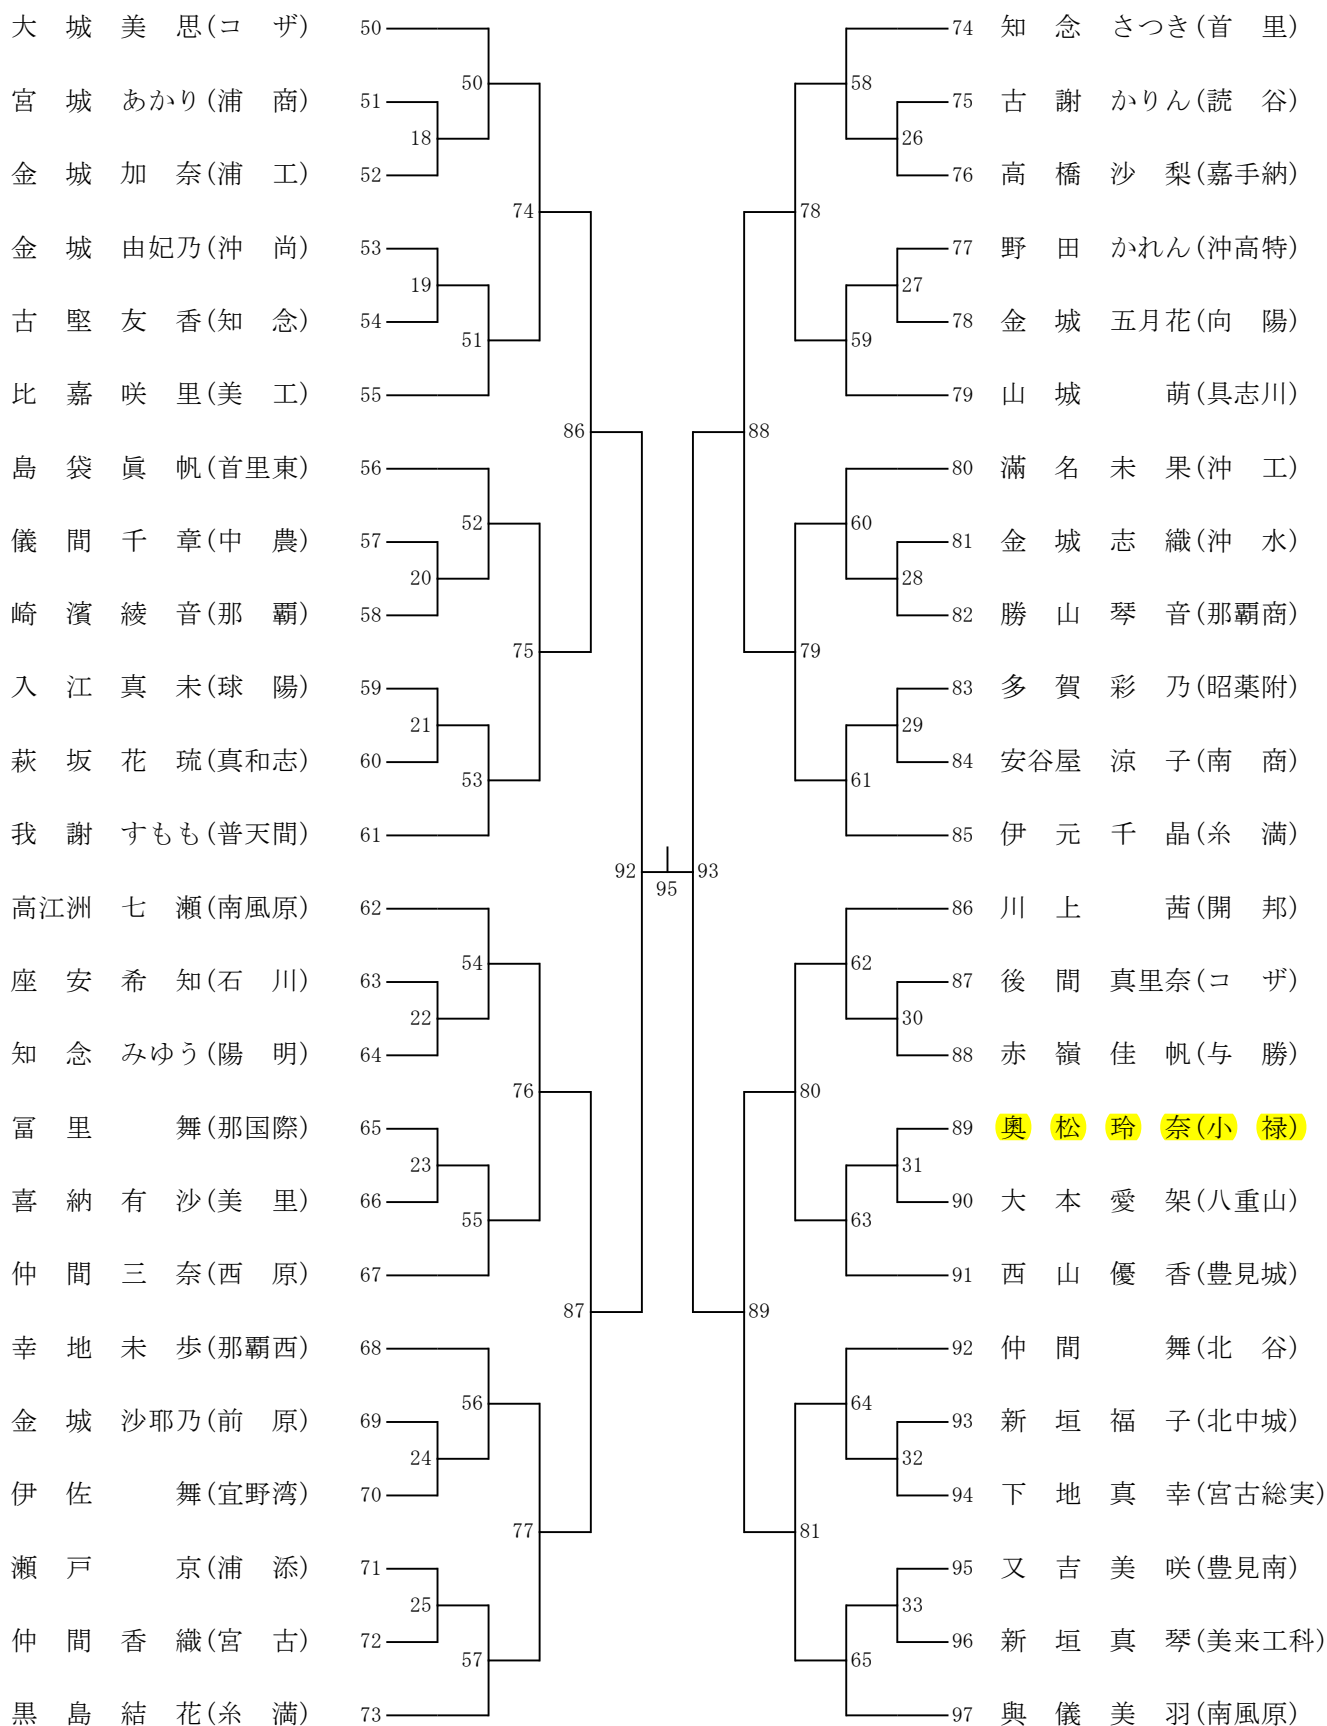 大 城 美 思(コ ザ) 50
宮 城 あかり(浦 商) 51
金 城 加 奈(浦 工) 52
金 城 由妃乃(沖 尚) 53
古 堅 友 香(知 念) 54
比 嘉 咲 里(美 工) 55
島 袋 眞 帆(首里東) 56
儀 間 千 章(中 農) 57
崎 濱 綾 音(那 覇) 58
入 江 真 未(球 陽) 59
萩 坂 花 琉(真和志) 60
我 謝 すもも(普天間) 61
高江洲 七 瀬(南風原) 62
座 安 希 知(石 川) 63
知 念 みゆう(陽 明) 64
冨 里 舞(那国際) 65
喜 納 有 沙(美 里) 66
仲 間 三 奈(西 原) 67
幸 地 未 歩(那覇西) 68
金 城 沙耶乃(前 原) 69
伊 佐 舞(宜野湾) 70
瀬 戸 京(浦 添) 71
仲 間 香 織(宮 古) 72
黒 島 結 花(糸 満) 73
18
19
20
21
22
23
24
25
50
51
52
53
54
55
56
57
74
75
76
77
86
87
92
95
93
88
89
78
79
80
81
58
59
60
61
62
63
64
65
26
27
28
29
30
31
32
33
74 知 念 さつき(首 里)
75 古 謝 かりん(読 谷)
76 高 橋 沙 梨(嘉手納)
77 野 田 かれん(沖高特)
78 金 城 五月花(向 陽)
79 山 城 萌(具志川)
80 満 名 未 果(沖 工)
81 金 城 志 織(沖 水)
82 勝 山 琴 音(那覇商)
83 多 賀 彩 乃(昭薬附)
84 安谷屋 涼 子(南 商)
85 伊 元 千 晶(糸 満)
86 川 上 茜(開 邦)
87 後 間 真里奈(コ ザ)
88 赤 嶺 佳 帆(与 勝)
89 奥 松 玲 奈(小 禄)
90 大 本 愛 架(八重山)
91 西 山 優 香(豊見城)
92 仲 間 舞(北 谷)
93 新 垣 福 子(北中城)
94 下 地 真 幸(宮古総実)
95 又 吉 美 咲(豊見南)
96 新 垣 真 琴(美来工科)
97 與 儀 美 羽(南風原)